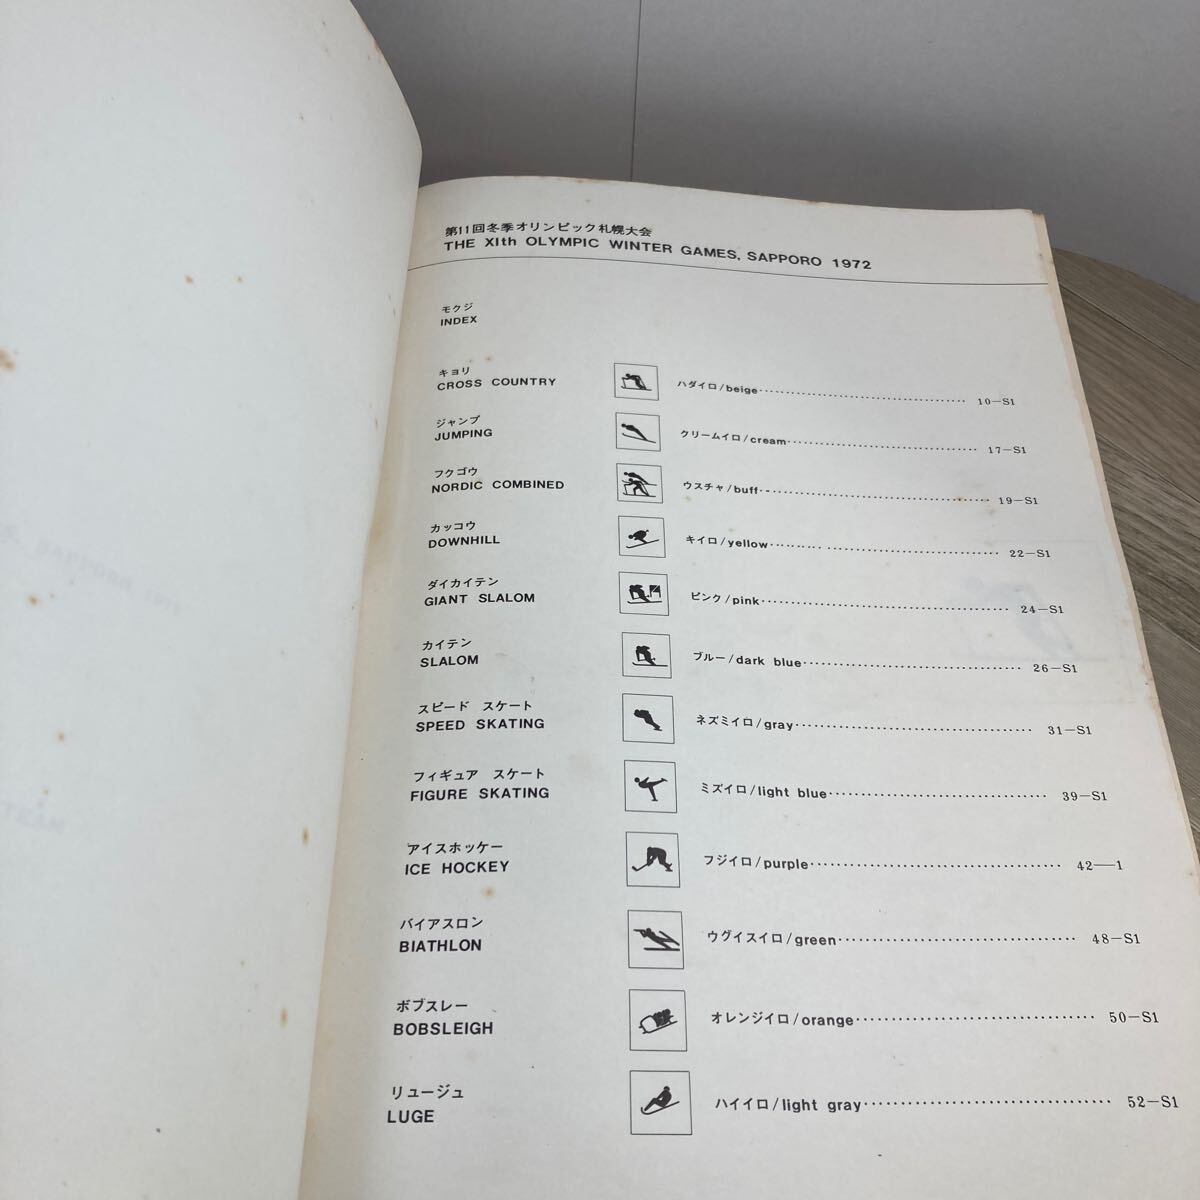 第11回冬季オリンピック札幌大会
THE XIth OLYMPIC WINTER GAMES, SAPPORO 1972
モクジ
INDEX
キョリ
CROSS COUNTRY
ハダイロ/beige 10-S1
ジャンプ
JUMPING
クリームイロ/cream 17-S1
フクゴウ
NORDIC COMBINED
ウスチャ/buff 19-S1
カッコウ
DOWNHILL
キイロ/yellow 22-S1
ダイカイテン
GIANT SLALOM
ピンク/pink 24-S1
カイテン
SLALOM
ブルー/dark blue 26-S1
スピード スケート
SPEED SKATING
ネズミイロ/gray 31-S1
フィギュア スケート
FIGURE SKATING
ミズイロ/light blue 39-S1
アイスホッケー
ICE HOCKEY
フジイロ/purple 42-1
バイアスロン
BIATHLON
ウグイスイロ/green 48-S1
ボブスレー
BOBSLEIGH
オレンジイロ/orange 50-S1
リュージュ
LUGE
ハイイロ/light gray 52-S1